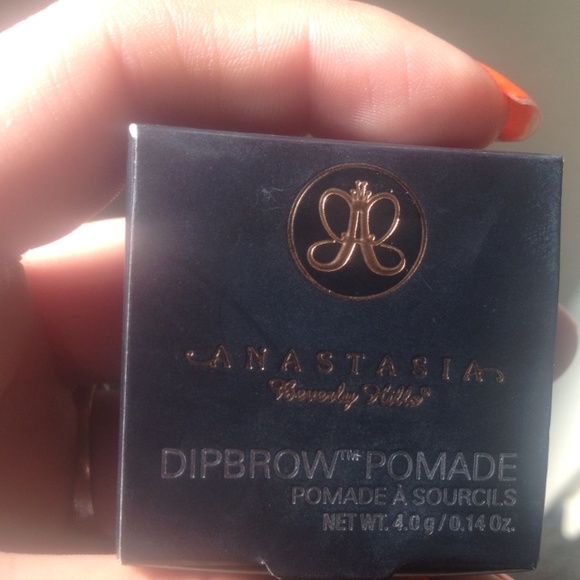 ANASTASIA
Beverly Hills®
DIPBROW™ POMADE
POMADE À SOURCILS
NET WT. 4.0 g / 0.14 Oz.